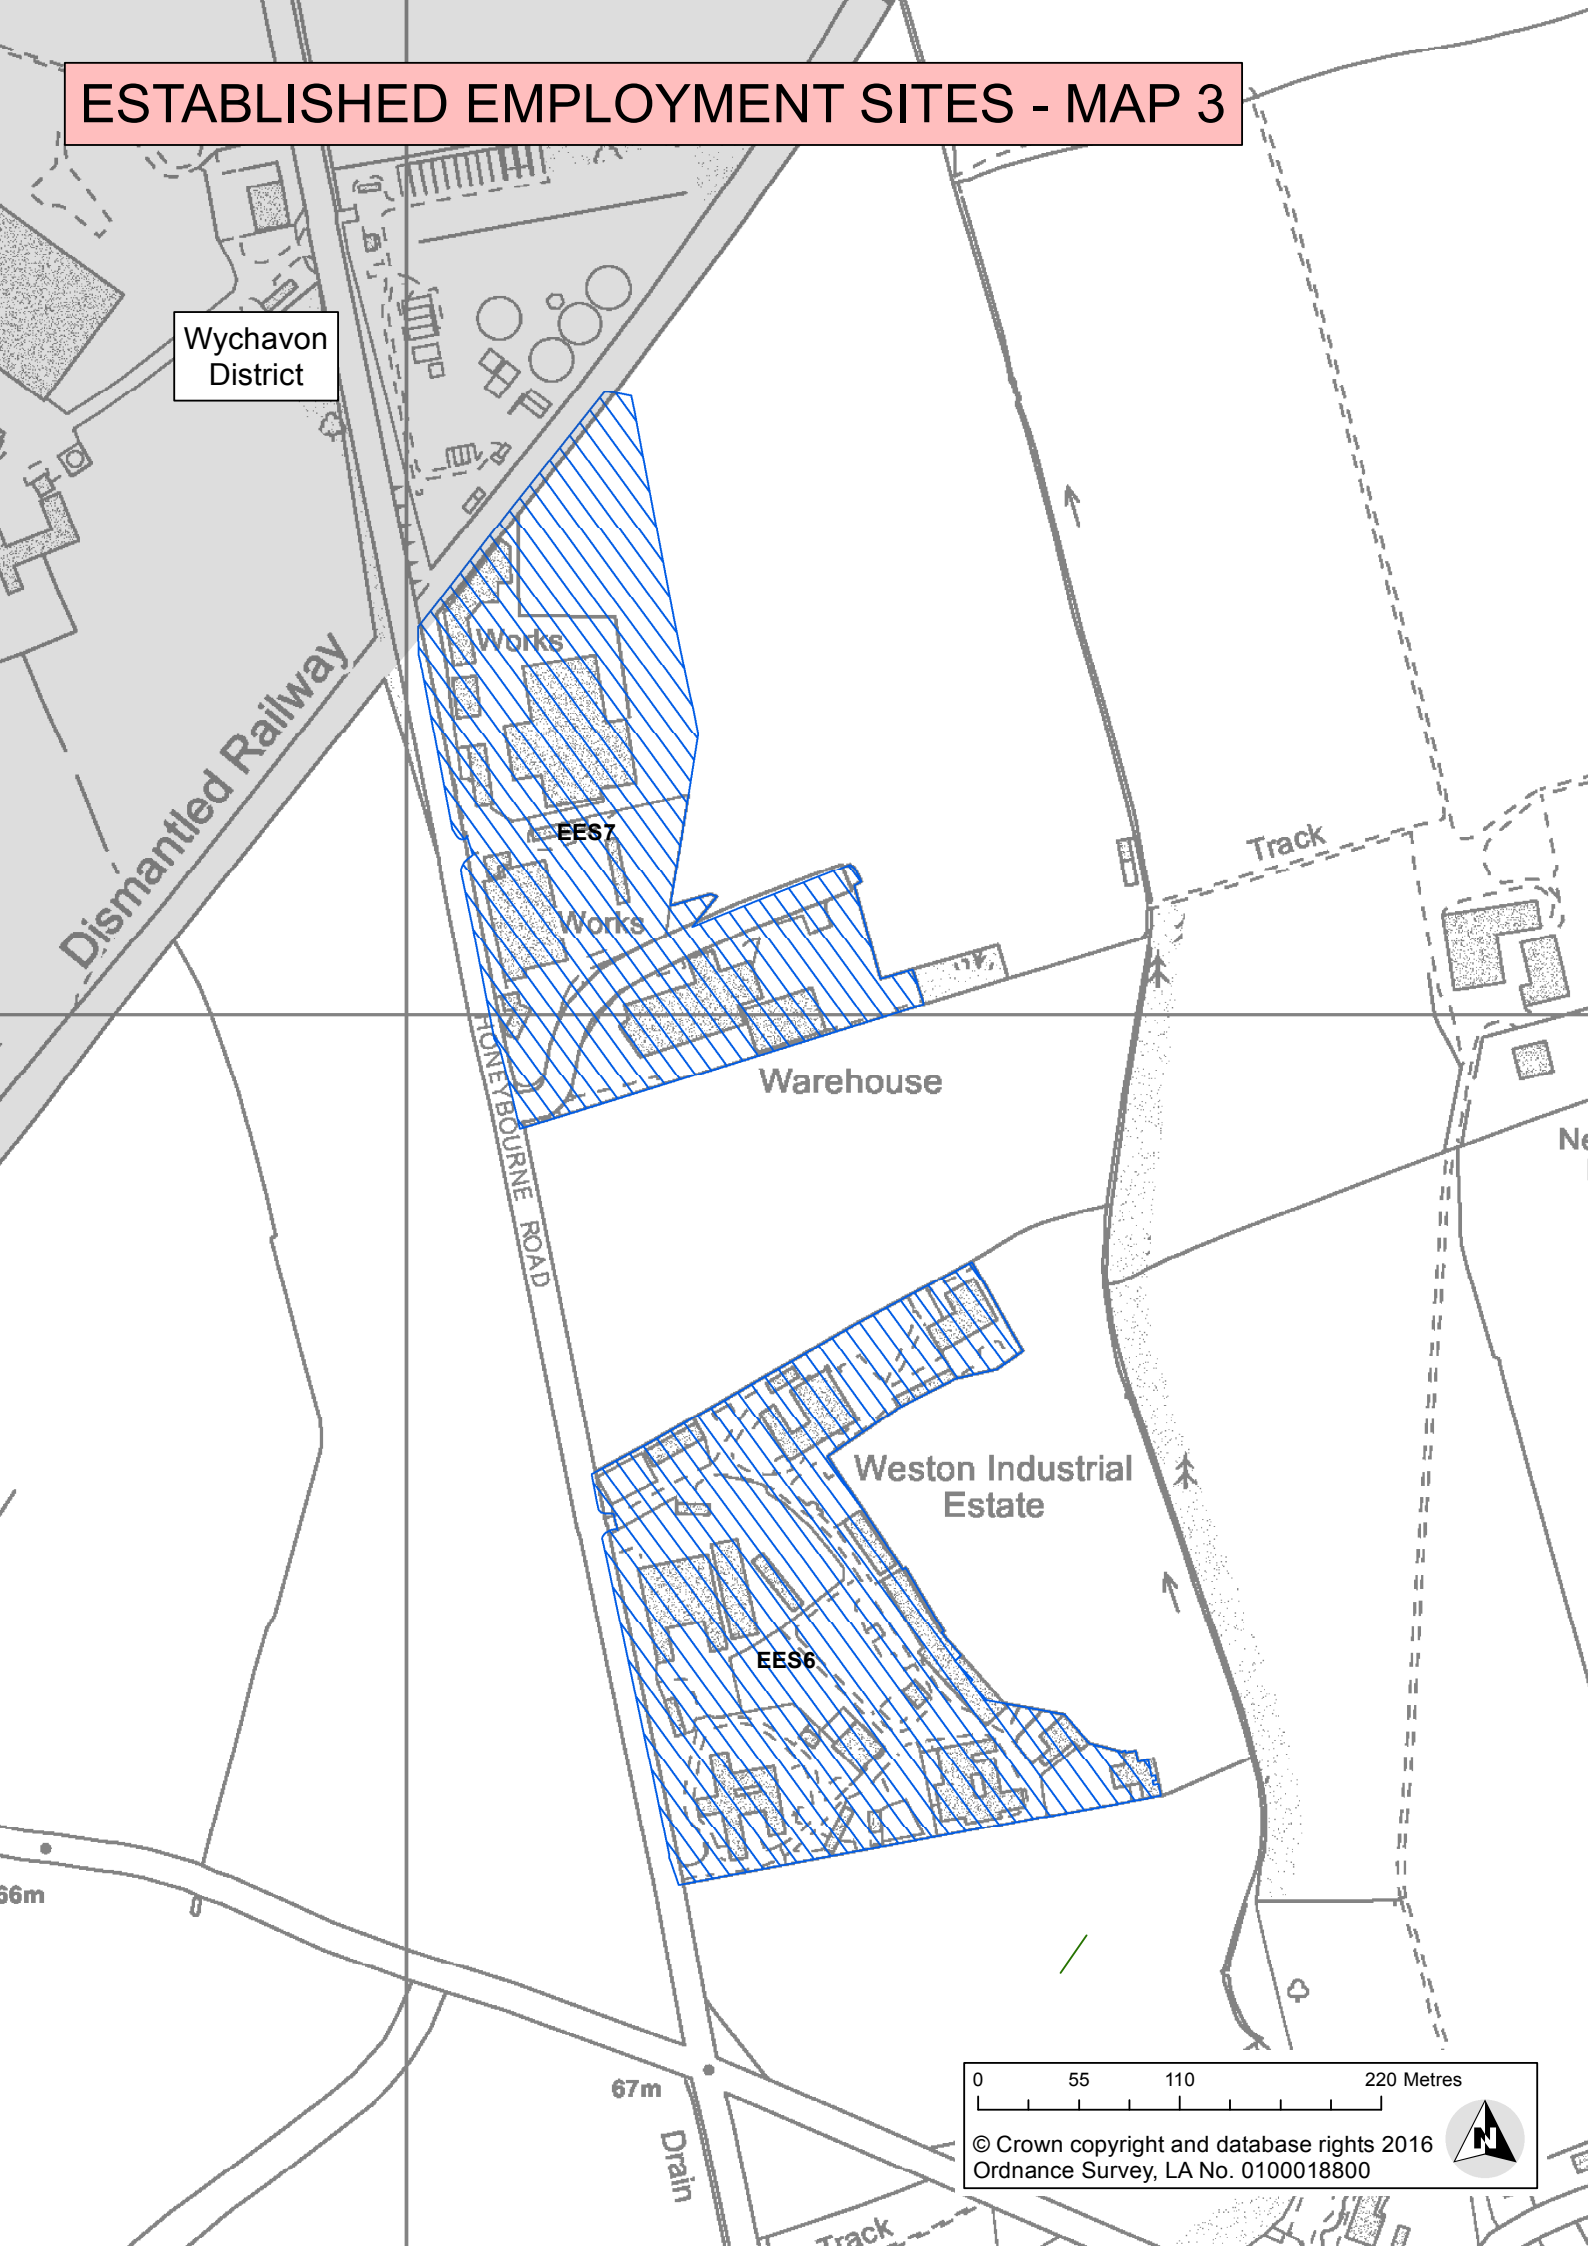 ESTABLISHED EMPLOYMENT SITES - MAP 3
Wychavon
District
Works
Dismantled Railway
EES7
Track
Works
HONEYBOURNE ROAD
Warehouse
Weston Industrial
Estate
EES6
66m
67m
Drain
Track
0 55 110 220 Metres
© Crown copyright and database rights 2016
Ordnance Survey, LA No. 0100018800
N